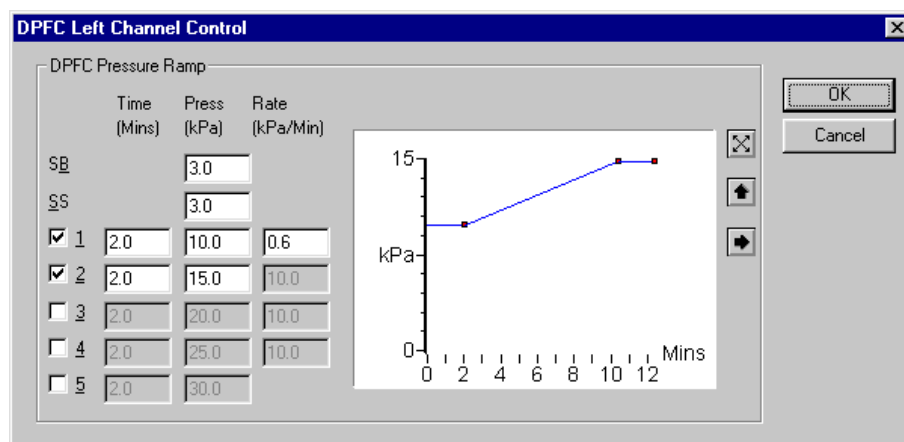 DPFC Left Channel Control
DPFC Pressure Ramp
Time Press Rate
(Mins) (kPa) (kPa/Min)
SB 3.0
SS 3.0
1 2.0 10.0 0.6
2 2.0 15.0 10.0
3 2.0 20.0 10.0
4 2.0 25.0 10.0
5 2.0 30.0
15
kPa
0
Mins
0 2 4 6 8 10 12
OK
Cancel